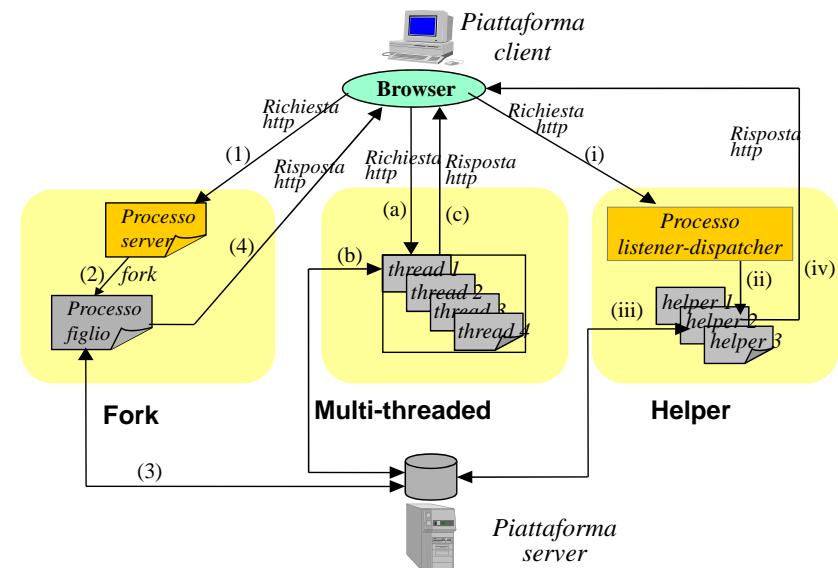 Piattaforma
client
Browser
Richiesta
http
(1)
Risposta
http
Richiesta
http
Risposta
http
Richiesta
http
(i)
Risposta
http
Processo
server
(2)
fork
(4)
Processo
figlio
(a)
(c)
(b)
thread 1
thread 2
thread 3
thread 4
Processo
listener-dispatcher
(ii)
(iv)
(iii)
helper 1
helper 2
helper 3
Fork
Multi-threaded
Helper
(3)
Piattaforma
server